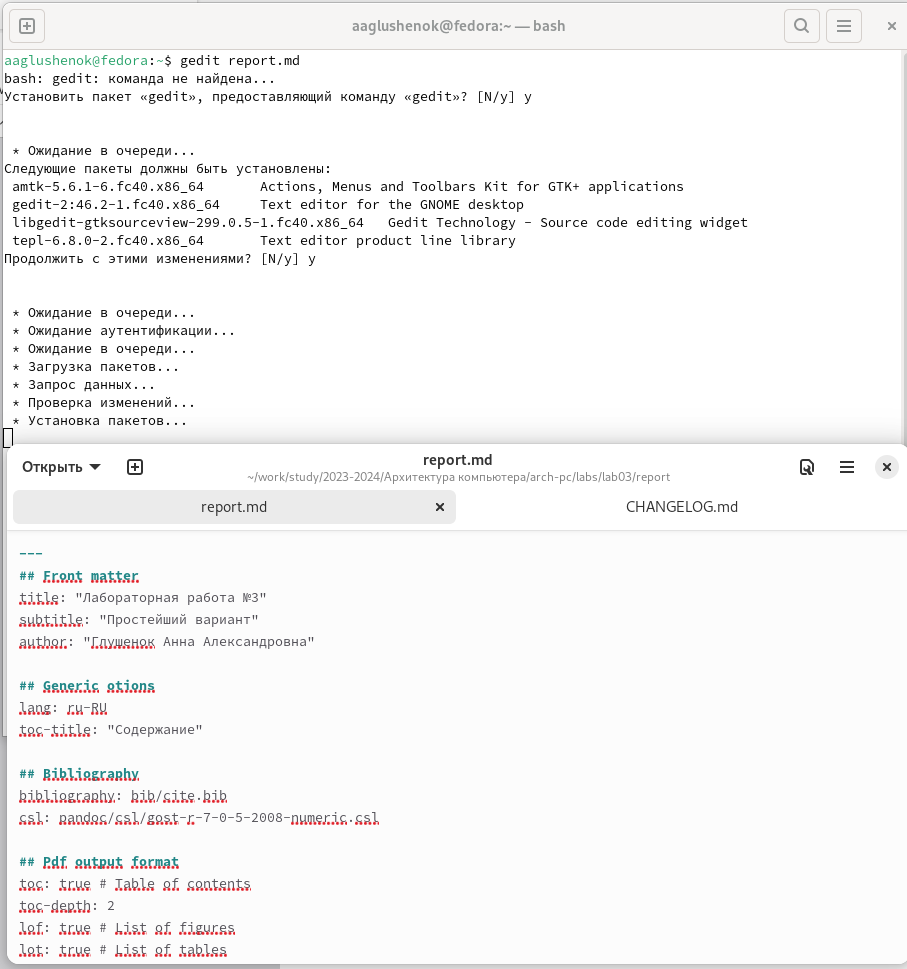 aaglushenok@fedora:~ — bash
aaglushenok@fedora:~$ gedit report.md
bash: gedit: команда не найдена...
Установить пакет «gedit», предоставляющий команду «gedit»? [N/y] y
* Ожидание в очереди...
Следующие пакеты должны быть установлены:
amtk-5.6.1-6.fc40.x86_64 Actions, Menus and Toolbars Kit for GTK+ applications
gedit-2:46.2-1.fc40.x86_64 Text editor for the GNOME desktop
libgedit-gtksourceview-299.0.5-1.fc40.x86_64 Gedit Technology - Source code editing widget
tepl-6.8.0-2.fc40.x86_64 Text editor product line library
Продолжить с этими изменениями? [N/y] y
* Ожидание в очереди...
* Ожидание аутентификации...
* Ожидание в очереди...
* Загрузка пакетов...
* Запрос данных...
* Проверка изменений...
* Установка пакетов...
Открыть
report.md
~/work/study/2023-2024/Архитектура компьютера/arch-pc/labs/lab03/report
report.md
CHANGELOG.md
---
## Front matter
title: "Лабораторная работа №3"
subtitle: "Простейший вариант"
author: "Глушенок Анна Александровна"
## Generic otions
lang: ru-RU
toc-title: "Содержание"
## Bibliography
bibliography: bib/cite.bib
csl: pandoc/csl/gost-r-7-0-5-2008-numeric.csl
## Pdf output format
toc: true # Table of contents
toc-depth: 2
lof: true # List of figures
lot: true # List of tables